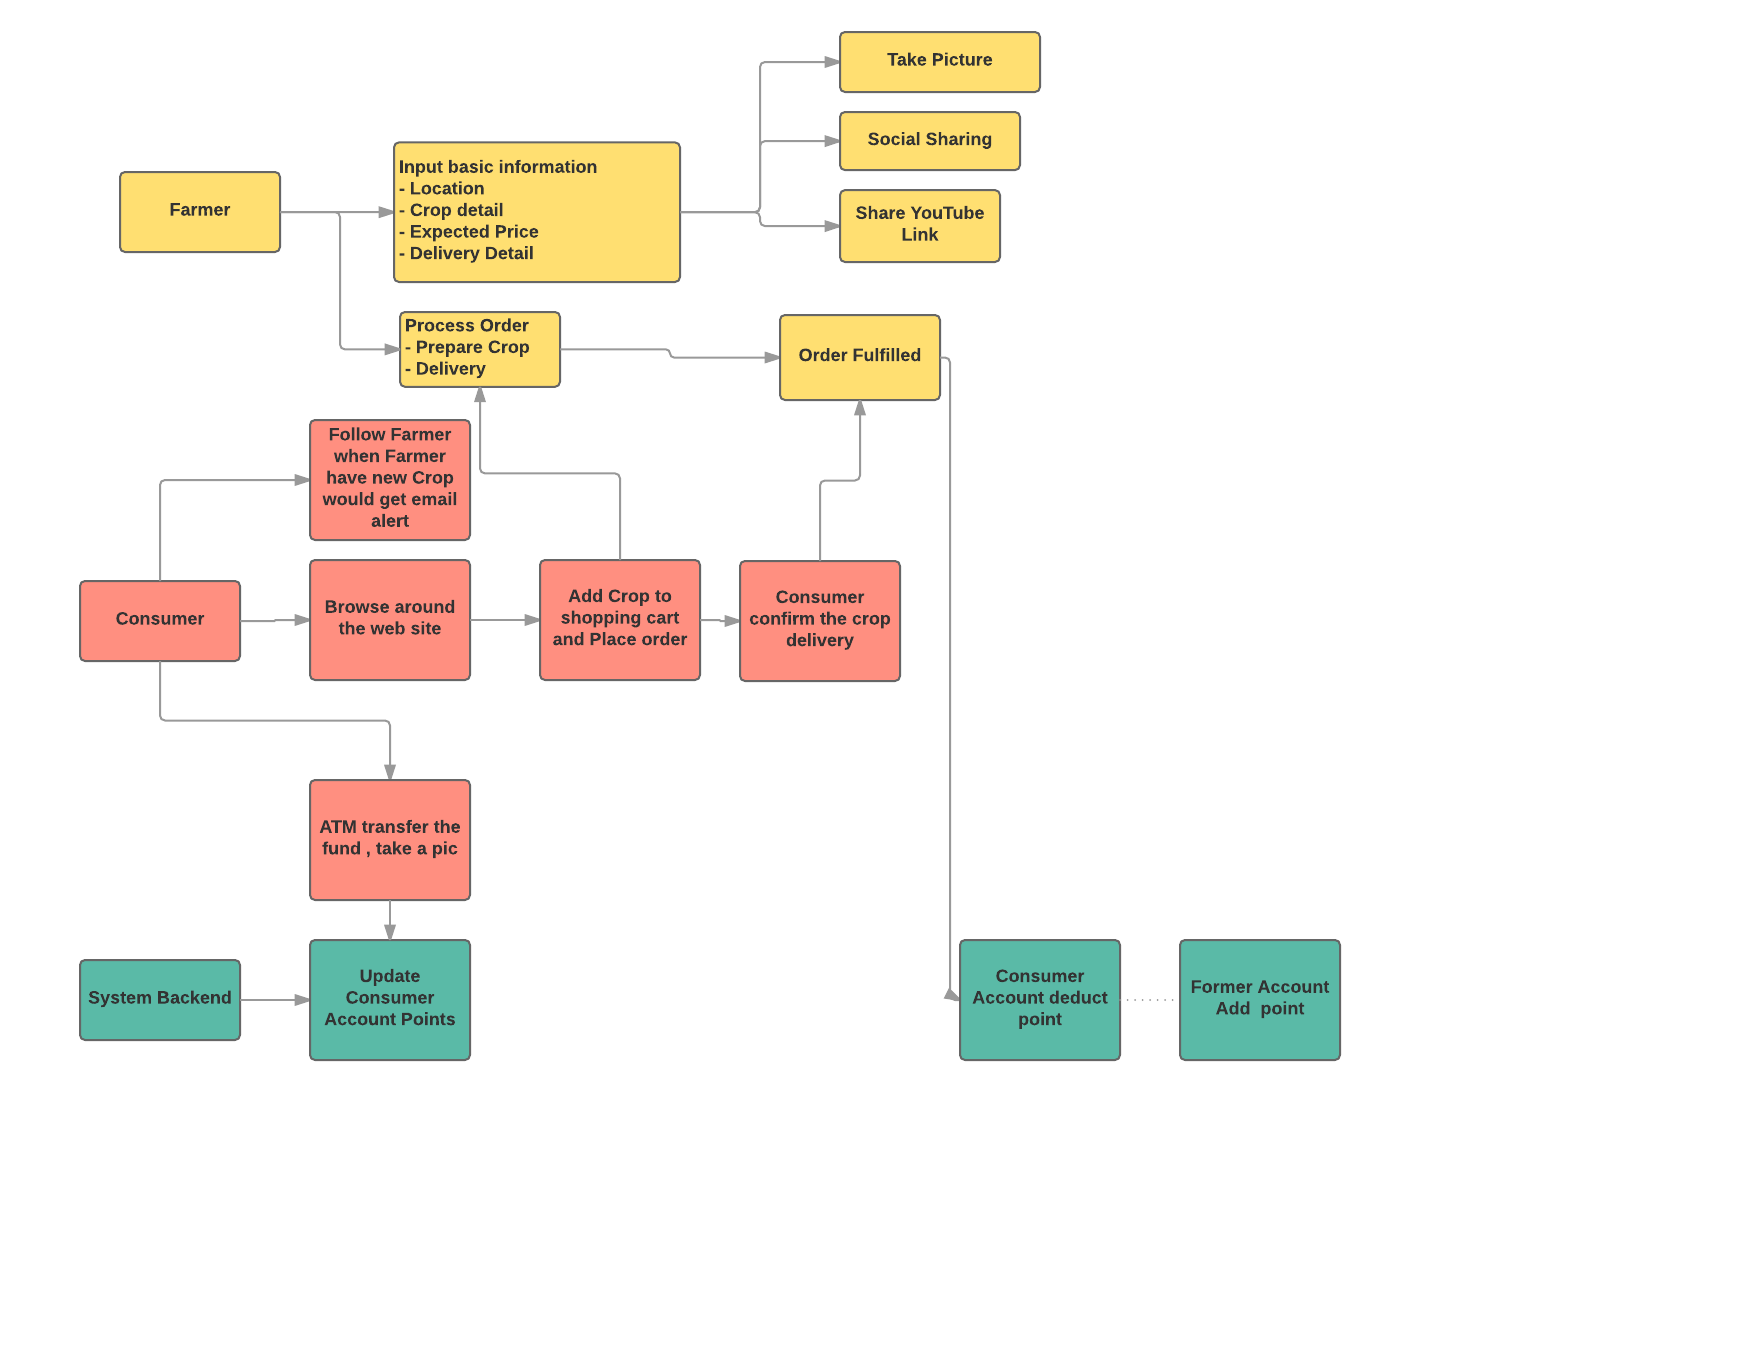 Take Picture
Social Sharing
Share YouTube
Link
Farmer
Input basic information
- Location
- Crop detail
- Expected Price
- Delivery Detail
Process Order
- Prepare Crop
- Delivery
Order Fulfilled
Follow Farmer
when Farmer
have new Crop
would get email
alert
Consumer
Browse around
the web site
Add Crop to
shopping cart
and Place order
Consumer
confirm the crop
delivery
ATM transfer the
fund , take a pic
System Backend
Update
Consumer
Account Points
Consumer
Account deduct
point
Former Account
Add  point